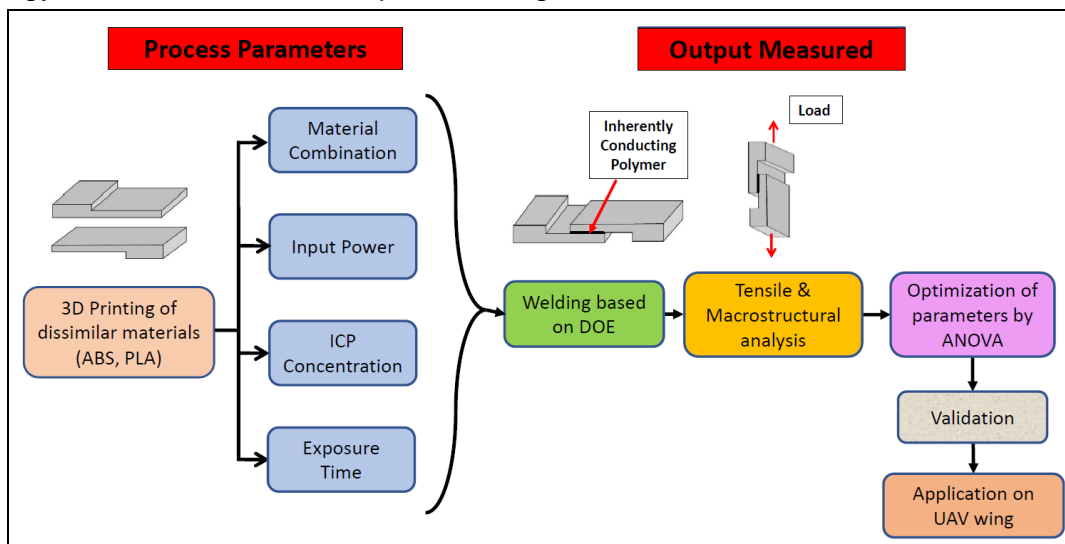 Process Parameters
Output Measured
Material
Combination
Input Power
ICP
Concentration
Exposure
Time
3D Printing of
dissimilar materials
(ABS, PLA)
Inherently
Conducting
Polymer
Load
Welding based
on DOE
Tensile &
Macrostructural
analysis
Optimization of
parameters by
ANOVA
Validation
Application on
UAV wing